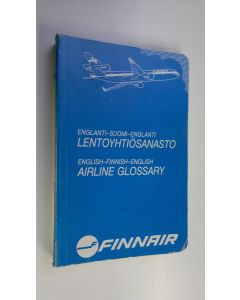 ENGLANTI-SUOMI-ENGLANTI
LENTOYHTIÖSANASTO
ENGLISH-FINNISH-ENGLISH
AIRLINE GLOSSARY
FINNAIR